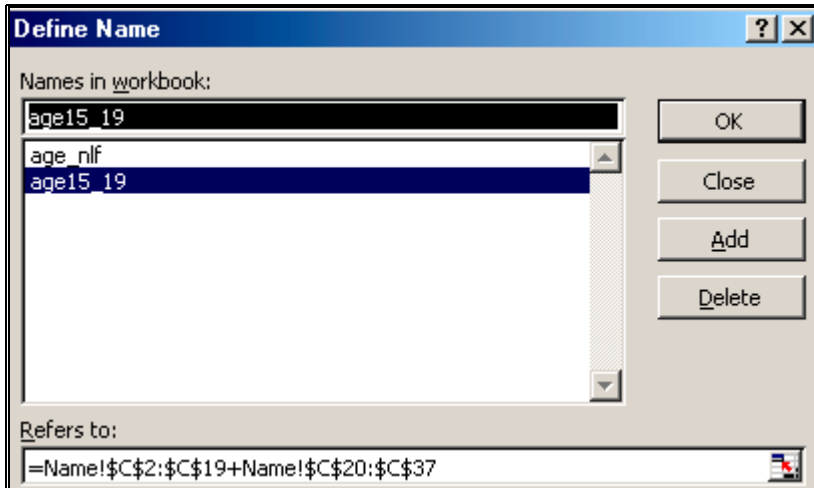 Define Name
Names in workbook:
age15_19
OK
age_nlf
age15_19
Close
Add
Delete
Refers to:
=Name!$C$2:$C$19+Name!$C$20:$C$37